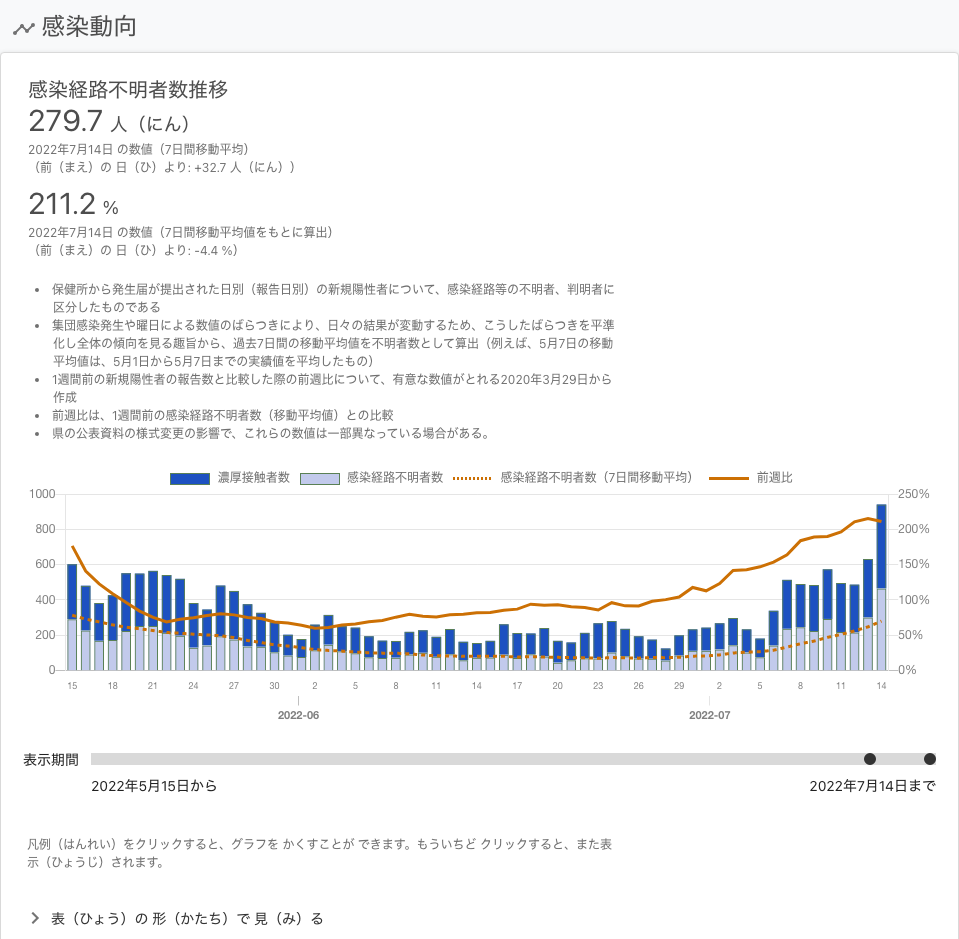 感染動向
感染経路不明者数推移
279.7 人（にん）
2022年7月14日 の数値（7日間移動平均）
（前（まえ）の 日（ひ）より: +32.7 人（にん））
211.2 %
2022年7月14日 の数値（7日間移動平均値をもとに算出）
（前（まえ）の 日（ひ）より: -4.4 %）
• 保健所から発生届が提出された日別（報告日別）の新規陽性者について、感染経路等の不明者、判明者に
区分したものである
• 集団感染発生や曜日による数値のばらつきにより、日々の結果が変動するため、こうしたばらつきを平準
化し全体の傾向を見る趣旨から、過去7日間の移動平均値を不明者数として算出（例えば、5月7日の移動
平均値は、5月1日から5月7日までの実績値を平均したもの）
• 1週間前の新規陽性者の報告数と比較した際の前週比について、有意な数値がとれる2020年3月29日から
作成
• 前週比は、1週間前の感染経路不明者数（移動平均値）との比較
• 県の公表資料の様式変更の影響で、これらの数値は一部異なっている場合がある。
濃厚接触者数 感染経路不明者数 感染経路不明者数（7日間移動平均） 前週比
1000 250%
800 200%
600 150%
400 100%
200 50%
0 0%
15 18 21 24 27 30 2 5 8 11 14 17 20 23 26 29 2 5 8 11 14
2022-06 2022-07
表示期間
2022年5月15日から 2022年7月14日まで
凡例（はんれい）をクリックすると、グラフを かくすことが できます。もういちど クリックすると、また表
示（ひょうじ）されます。
表（ひょう）の 形（かたち）で 見（み）る